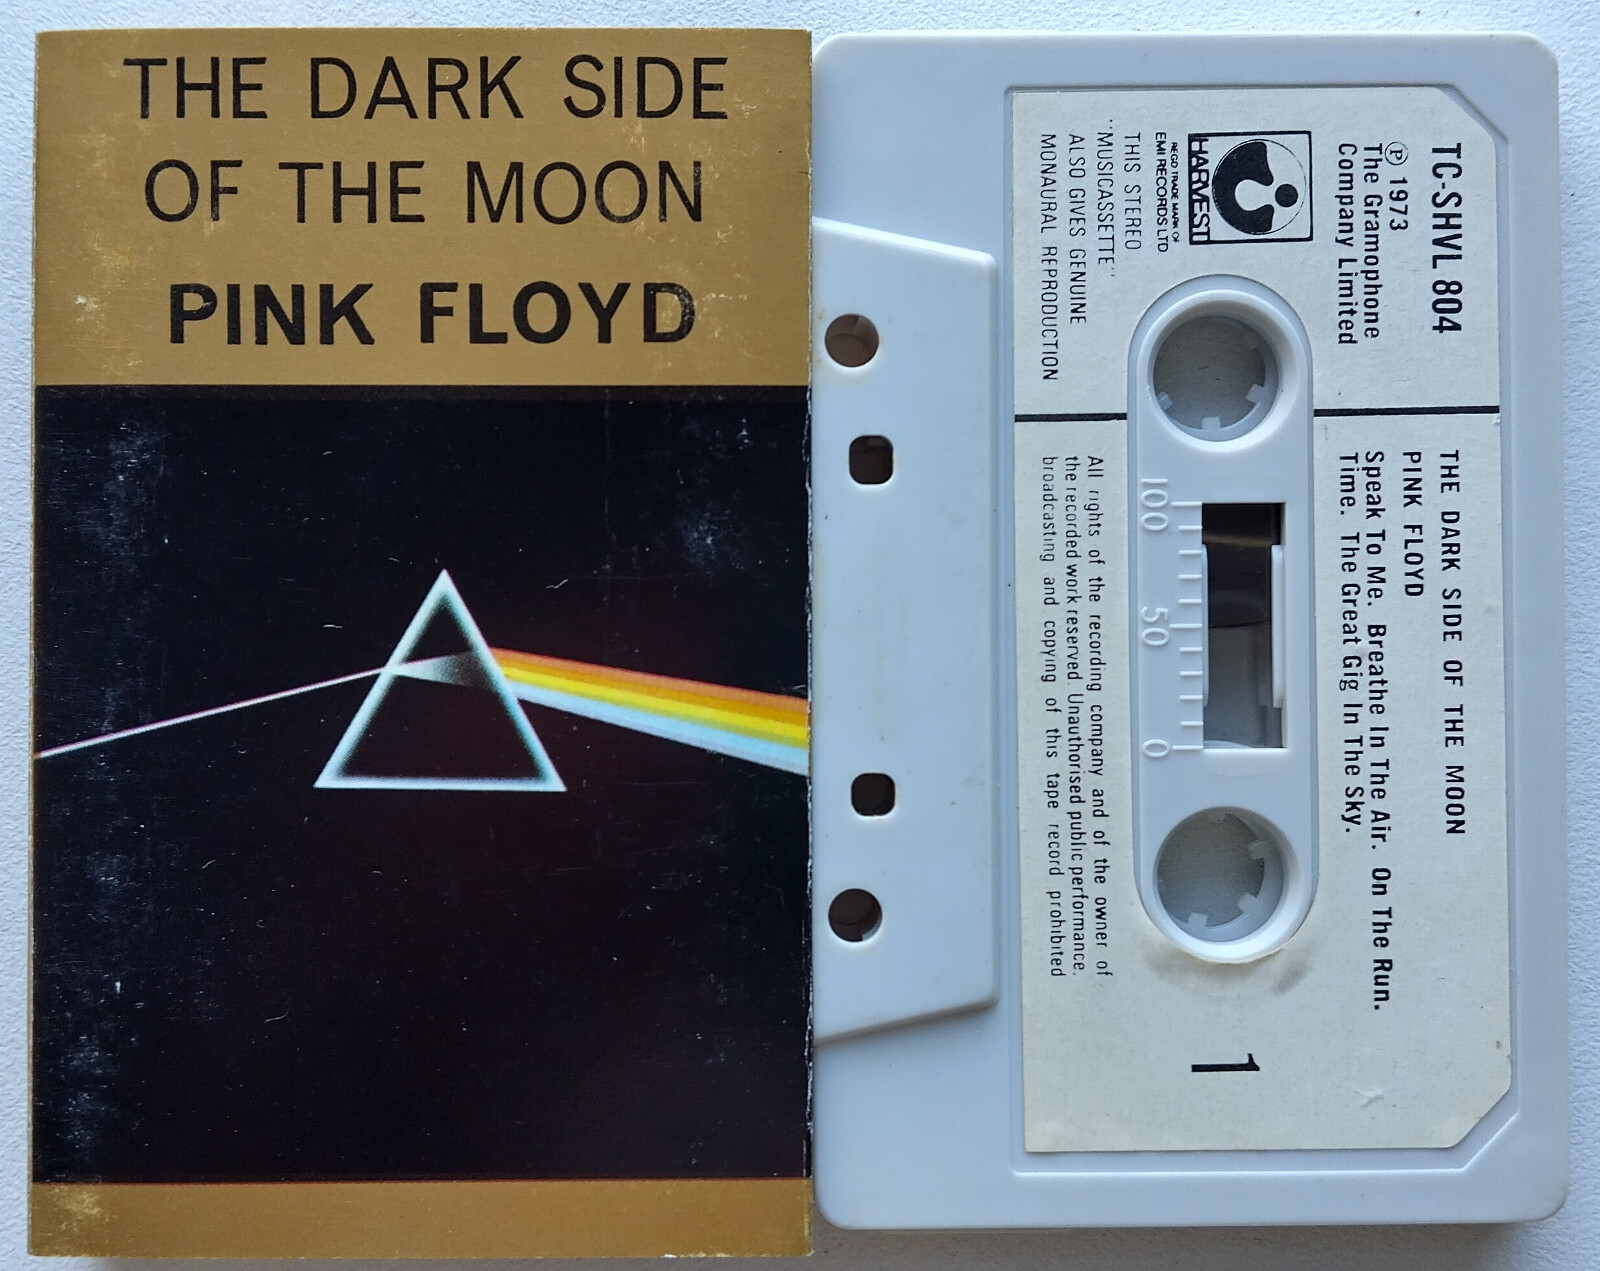 THE DARK SIDE
OF THE MOON
PINK FLOYD
TC-SHVL 804
Ⓟ 1973
The Gramophone
Company Limited
HARVEST
REGD TRADE MARK OF
EMI RECORDS LTD
THIS STEREO
"MUSICASSETTE"
ALSO GIVES GENUINE
MONAURAL REPRODUCTION
THE DARK SIDE OF THE MOON
PINK FLOYD
Speak To Me. Breathe In The Air. On The Run.
Time. The Great Gig In The Sky.
100 50 0
All rights of the recording company and of the owner of
the recorded work reserved. Unauthorised public performance.
broadcasting and copying of this tape record prohibited
1